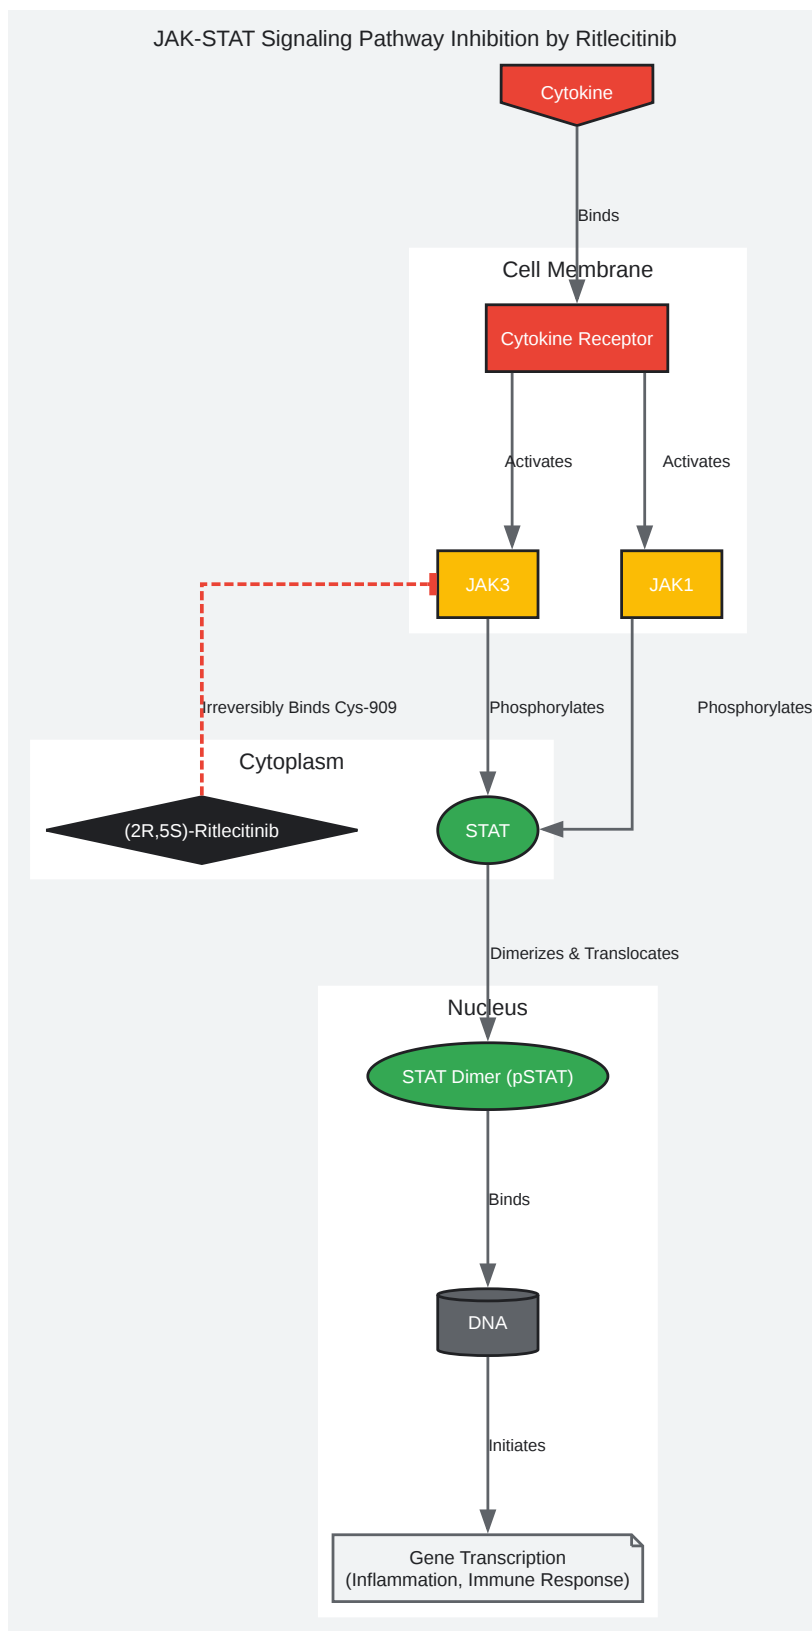 JAK-STAT Signaling Pathway Inhibition by Ritlecitinib
Cytokine
Binds
Cell Membrane
Cytokine Receptor
Activates
Activates
JAK3
JAK1
Irreversibly Binds Cys-909
Phosphorylates
Phosphorylates
Cytoplasm
(2R,5S)-Ritlecitinib
STAT
Dimerizes & Translocates
Nucleus
STAT Dimer (pSTAT)
Binds
DNA
Initiates
Gene Transcription
(Inflammation, Immune Response)